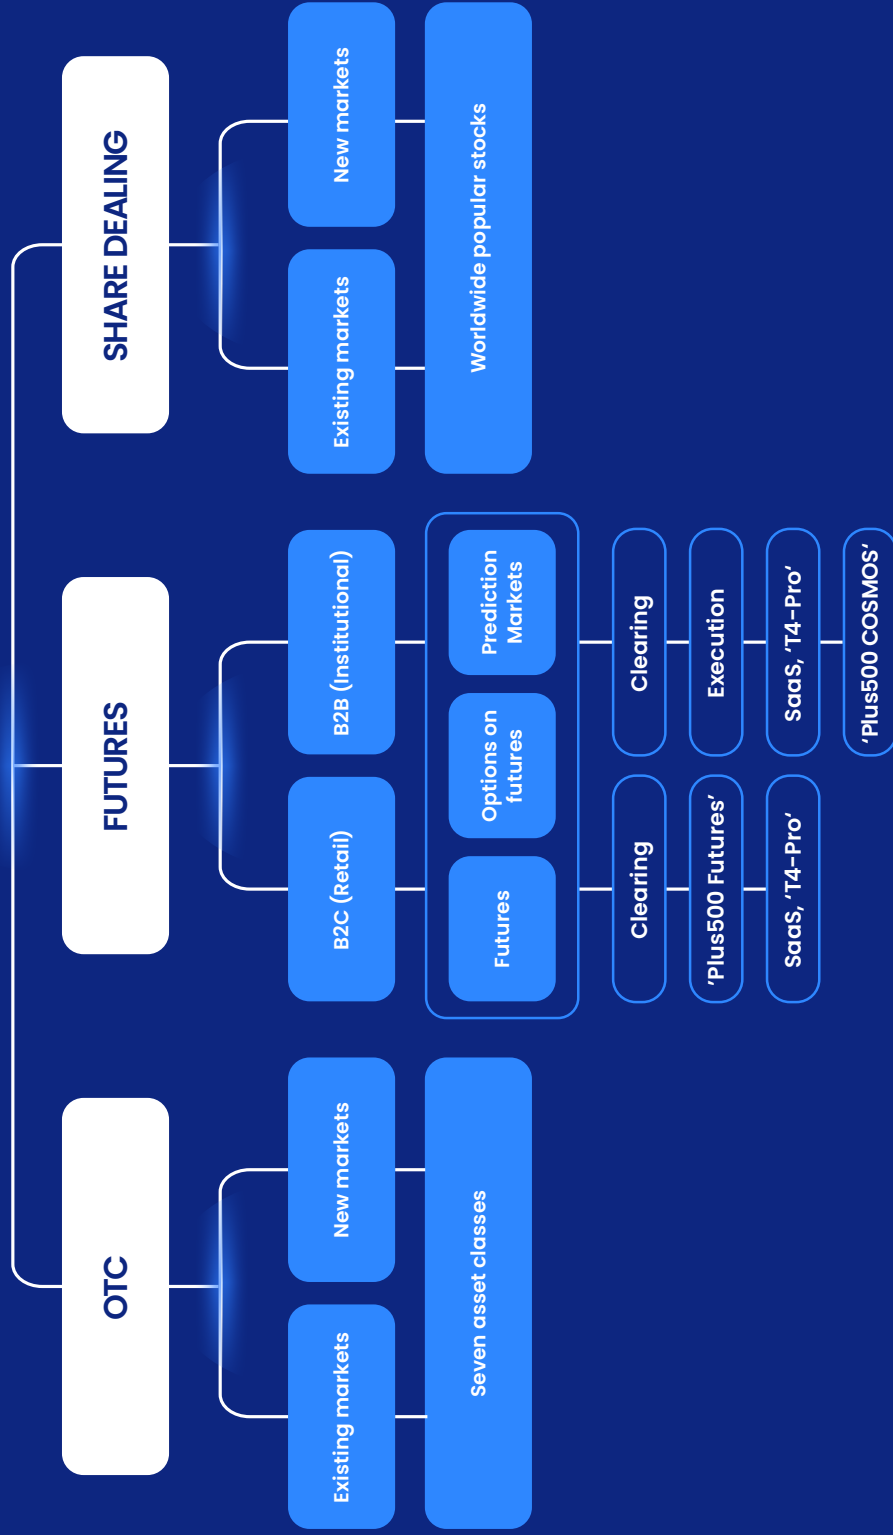 OTC
FUTURES
SHARE DEALING
Existing markets
New markets
B2C (Retail)
B2B (Institutional)
Existing markets
New markets
Seven asset classes
Futures
Options on
futures
Prediction
Markets
Worldwide popular stocks
Clearing
Clearing
‘Plus500 Futures’
Execution
SaaS, ‘T4-Pro‘
SaaS, ‘T4-Pro‘
‘Plus500 COSMOS’